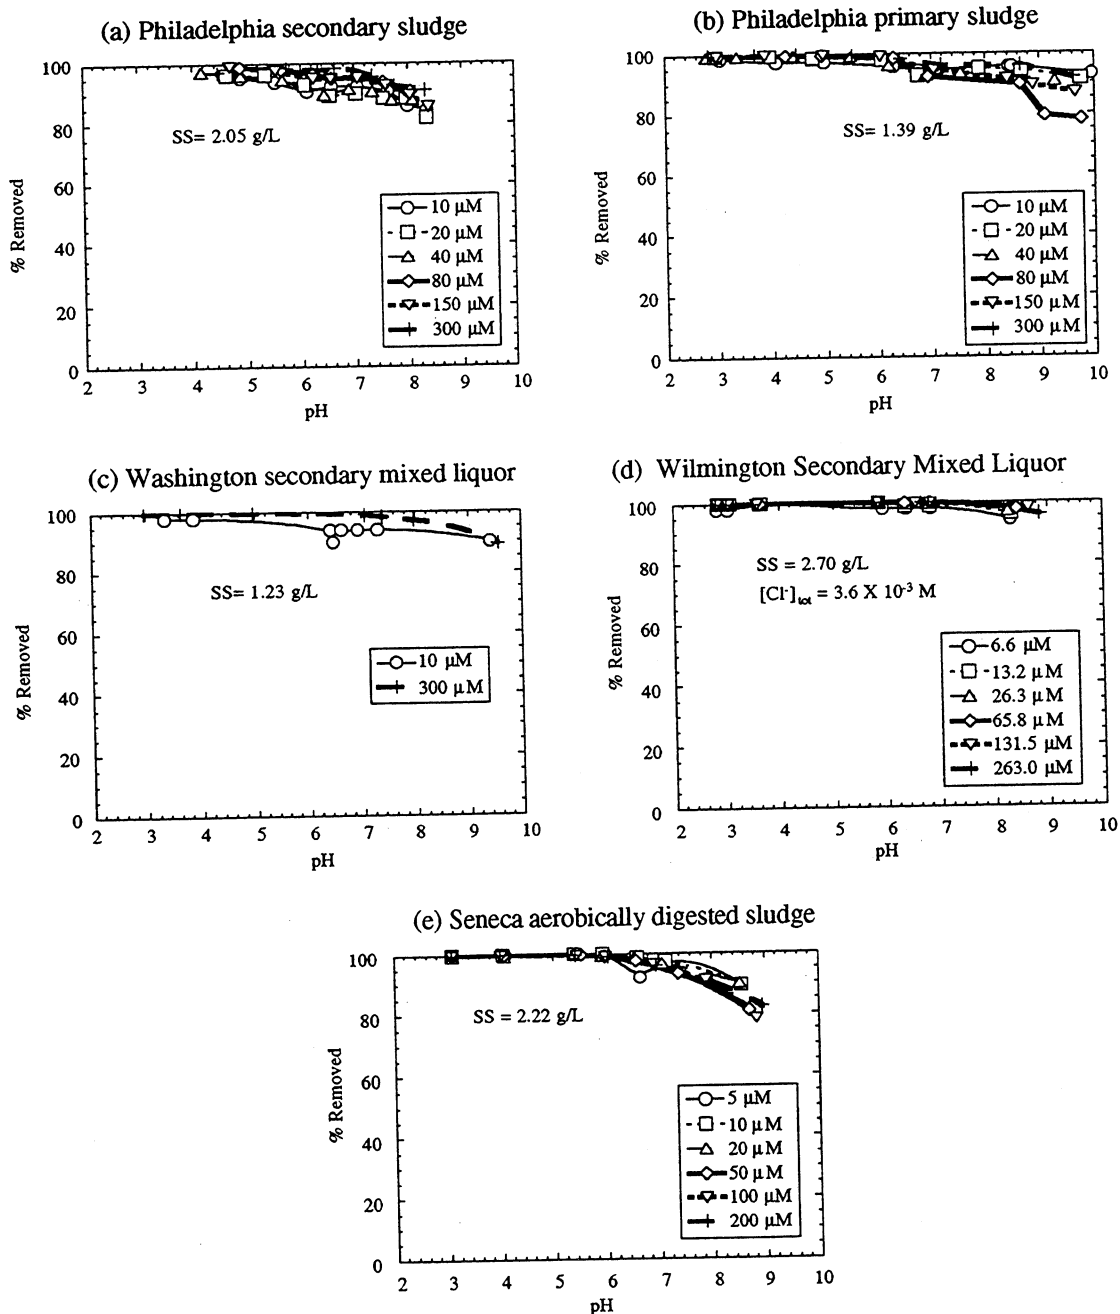 (a) Philadelphia secondary sludge
% Removed
100
80
60
40
20
0
SS= 2.05 g/L
10 µM
20 µM
40 µM
80 µM
150 µM
300 µM
2 3 4 5 6 7 8 9 10
pH
(b) Philadelphia primary sludge
% Removed
100
80
60
40
20
0
SS= 1.39 g/L
10 µM
20 µM
40 µM
80 µM
150 µM
300 µM
2 3 4 5 6 7 8 9 10
pH
(c) Washington secondary mixed liquor
% Removed
100
80
60
40
20
0
SS= 1.23 g/L
10 µM
300 µM
2 3 4 5 6 7 8 9 10
pH
(d) Wilmington Secondary Mixed Liquor
% Removed
100
80
60
40
20
0
SS = 2.70 g/L
[Cl⁻]tot = 3.6 X 10⁻³ M
6.6 µM
13.2 µM
26.3 µM
65.8 µM
131.5 µM
263.0 µM
2 3 4 5 6 7 8 9 10
pH
(e) Seneca aerobically digested sludge
% Removed
100
80
60
40
20
0
SS = 2.22 g/L
5 µM
10 µM
20 µM
50 µM
100 µM
200 µM
2 3 4 5 6 7 8 9 10
pH